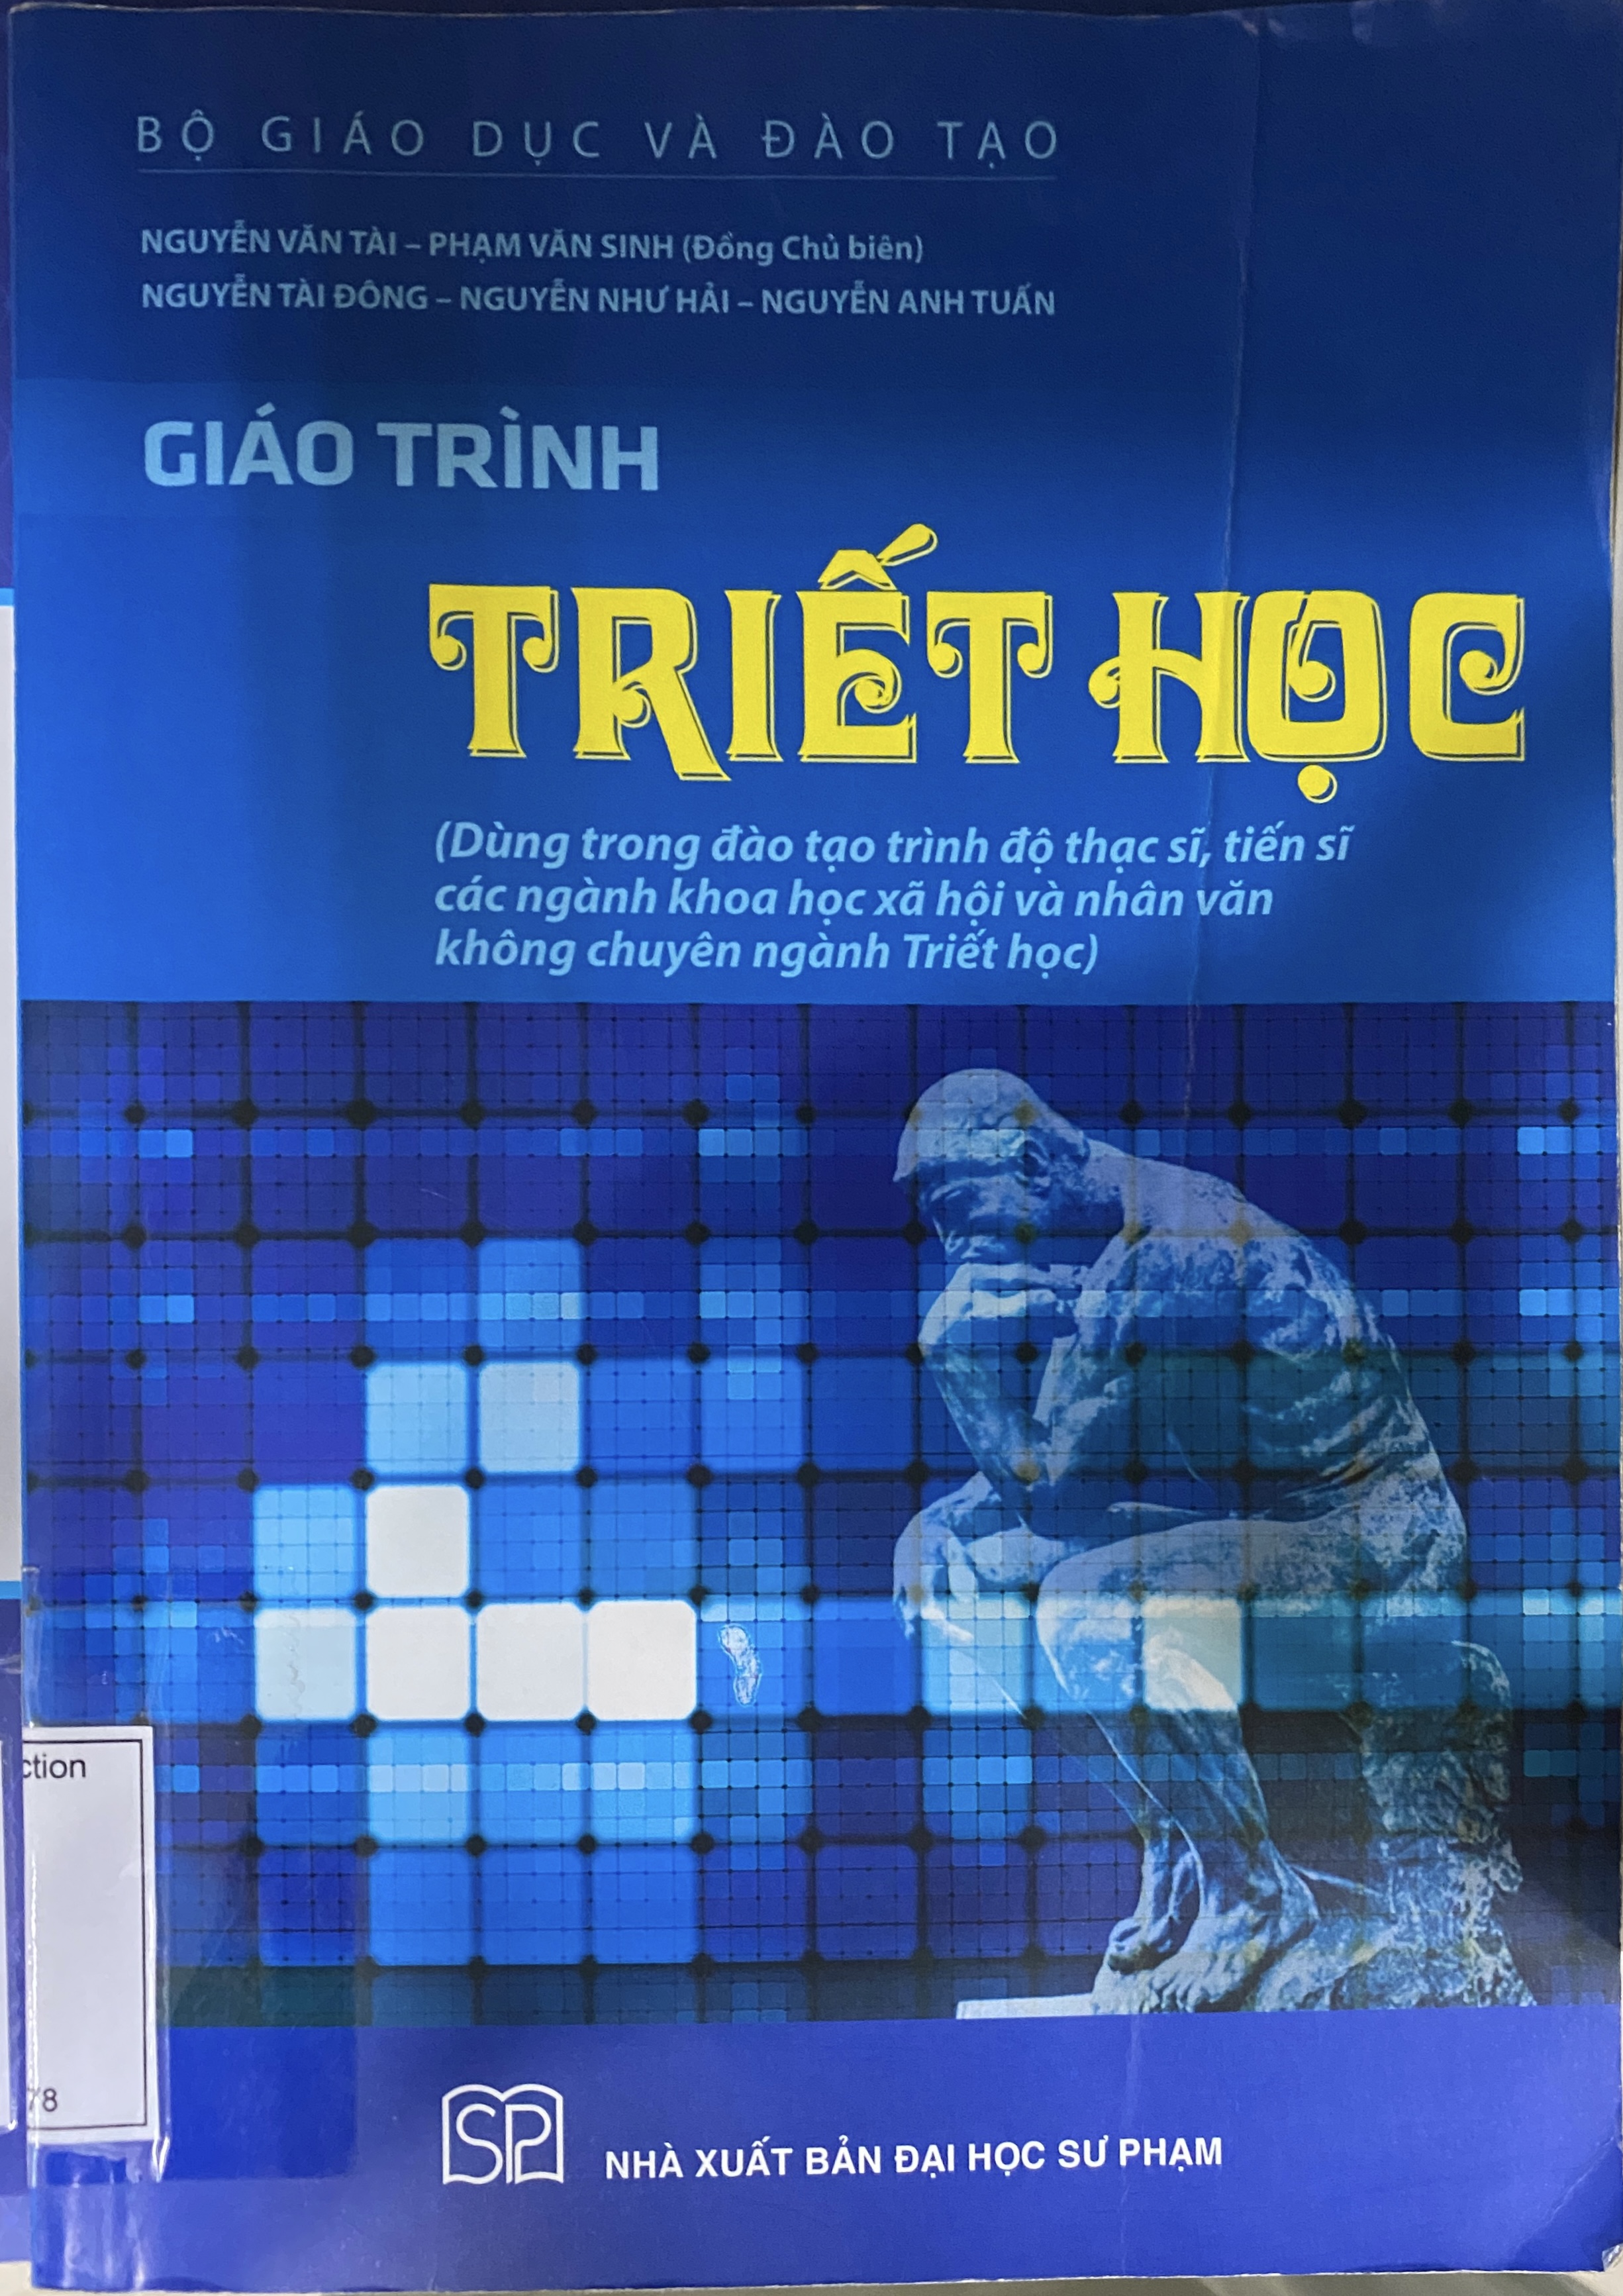 BỘ GIÁO DỤC VÀ ĐÀO TẠO
NGUYỄN VĂN TÀI – PHẠM VĂN SINH (Đồng Chủ biên)
NGUYỄN TÀI ĐÔNG – NGUYỄN NHƯ HẢI – NGUYỄN ANH TUẤN
GIÁO TRÌNH
TRIẾT HỌC
(Dùng trong đào tạo trình độ thạc sĩ, tiến sĩ
các ngành khoa học xã hội và nhân văn
không chuyên ngành Triết học)
ction
78
SP
NHÀ XUẤT BẢN ĐẠI HỌC SƯ PHẠM